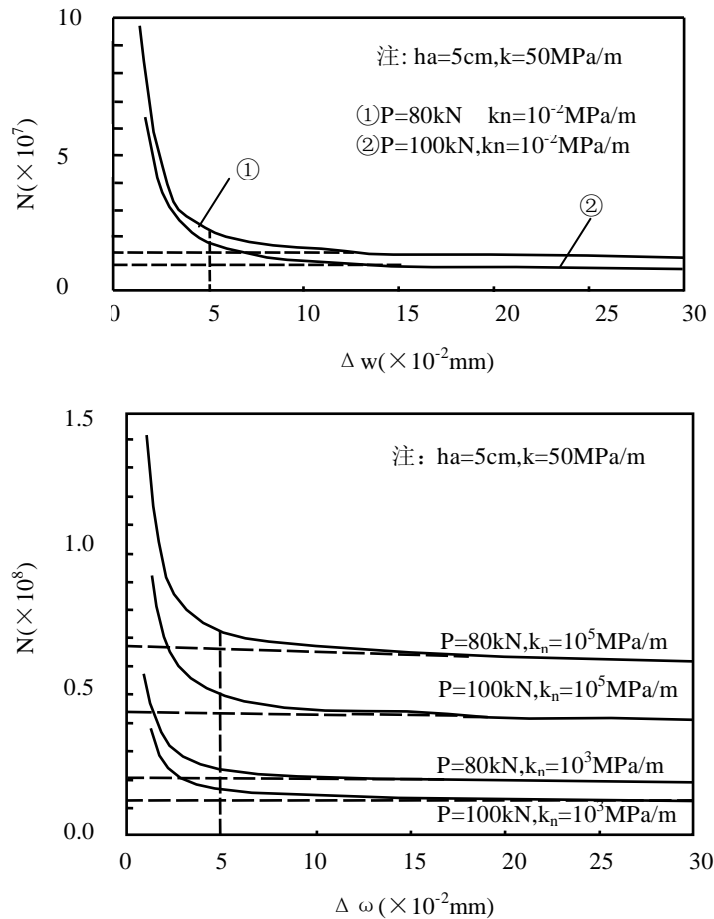 10
注: ha=5cm,k=50MPa/m
①P=80kN kn=10⁻²MPa/m
②P=100kN,kn=10⁻²MPa/m
N(×10⁷)
5
①
②
0
0 5 10 15 20 25 30
Δw(×10⁻²mm)
1.5
注：ha=5cm,k=50MPa/m
1.0
N(×10⁸)
P=80kN,kₙ=10⁵MPa/m
0.5
P=100kN,kₙ=10⁵MPa/m
P=80kN,kₙ=10³MPa/m
P=100kN,kₙ=10³MPa/m
0.0
0 5 10 15 20 25 30
Δω(×10⁻²mm)